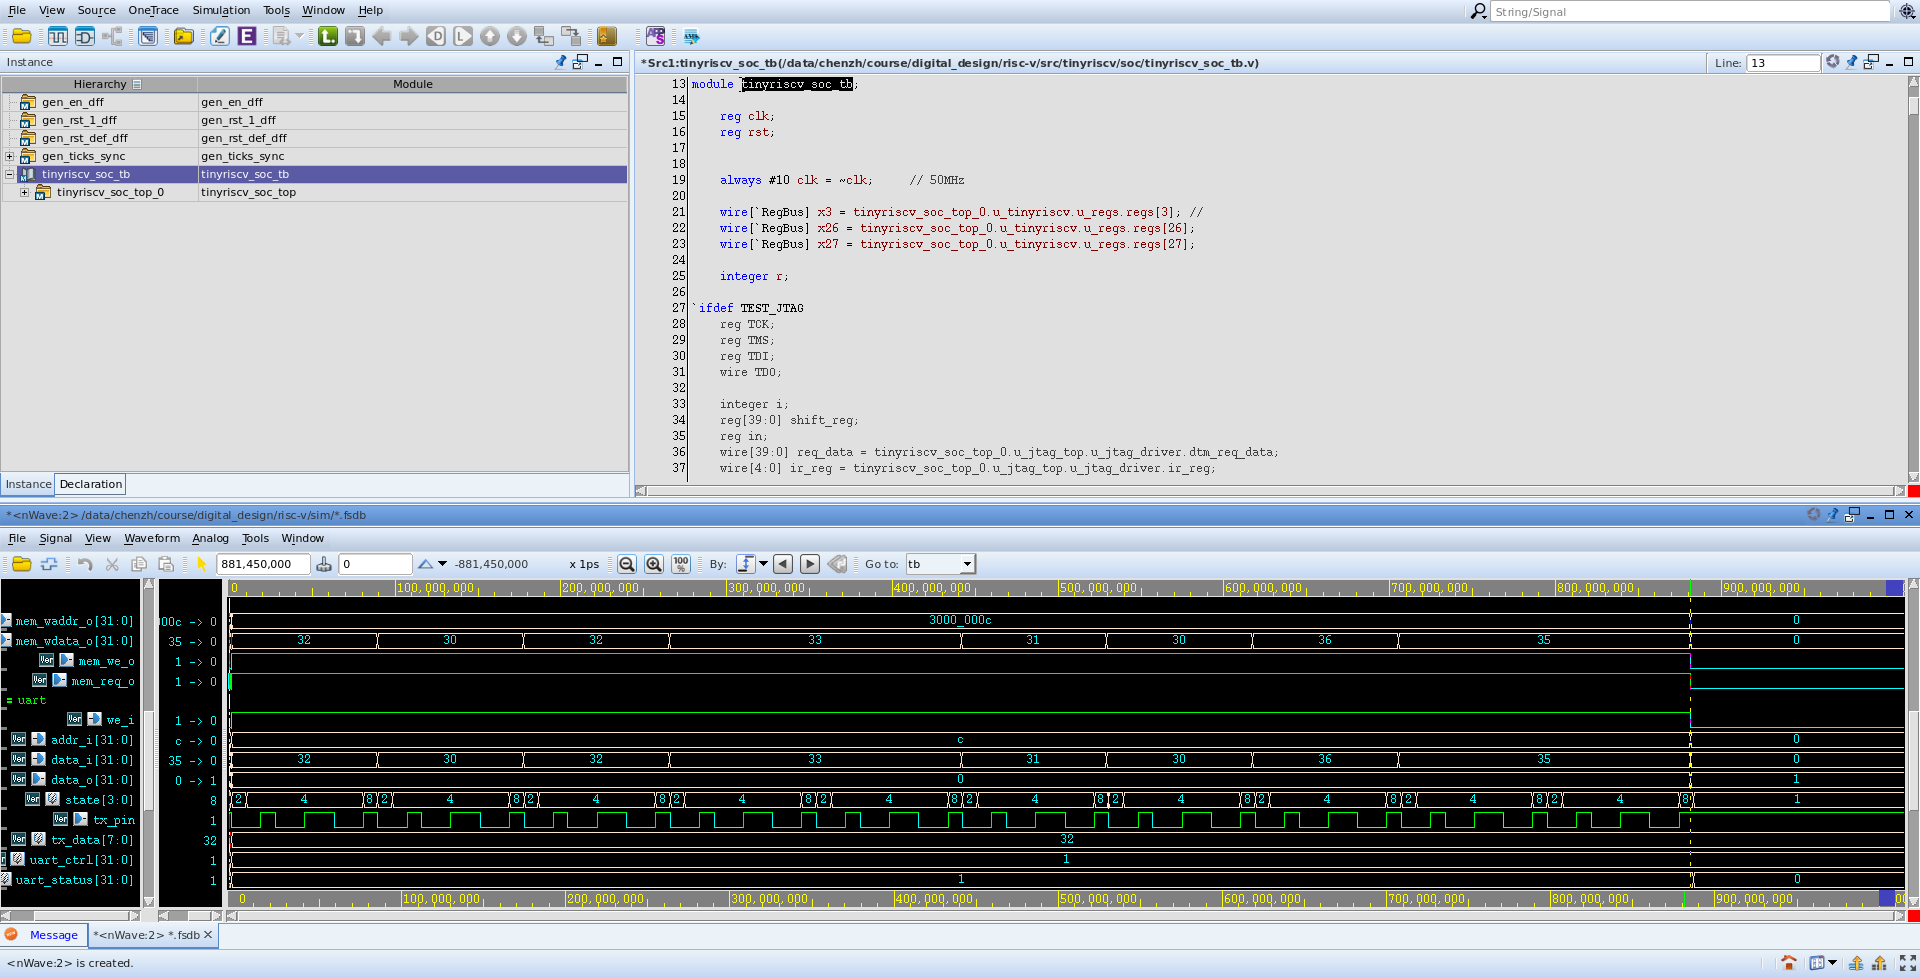 File View Source OneTrace Simulation Tools Window Help
String/Signal
Instance
*Src1:tinyriscv_soc_tb(/data/chenzh/course/digital_design/risc-v/src/tinyriscv/soc/tinyriscv_soc_tb.v)
Line: 13
Hierarchy Module
gen_en_dff gen_en_dff
gen_rst_1_dff gen_rst_1_dff
gen_rst_def_dff gen_rst_def_dff
gen_ticks_sync gen_ticks_sync
tinyriscv_soc_tb tinyriscv_soc_tb
tinyriscv_soc_top_0 tinyriscv_soc_top
Instance Declaration
13 module tinyriscv_soc_tb;
14
15 reg clk;
16 reg rst;
17
18
19 always #10 clk = ~clk; // 50MHz
20
21 wire[`RegBus] x3 = tinyriscv_soc_top_0.u_tinyriscv.u_regs.regs[3]; //
22 wire[`RegBus] x26 = tinyriscv_soc_top_0.u_tinyriscv.u_regs.regs[26];
23 wire[`RegBus] x27 = tinyriscv_soc_top_0.u_tinyriscv.u_regs.regs[27];
24
25 integer r;
26
27 `ifdef TEST_JTAG
28 reg TCK;
29 reg TMS;
30 reg TDI;
31 wire TDO;
32
33 integer i;
34 reg[39:0] shift_reg;
35 reg in;
36 wire[39:0] req_data = tinyriscv_soc_top_0.u_jtag_top.u_jtag_driver.dtm_req_data;
37 wire[4:0] ir_reg = tinyriscv_soc_top_0.u_jtag_top.u_jtag_driver.ir_reg;
*<nWave:2> /data/chenzh/course/digital_design/risc-v/sim/*.fsdb
File Signal View Waveform Analog Tools Window
881,450,000 0 -881,450,000 x 1ps 100% By: Go to: tb
0 100,000,000 200,000,000 300,000,000 400,000,000 500,000,000 600,000,000 700,000,000 800,000,000 900,000,000
mem_waddr_o[31:0] 00c -> 0 3000_000c 0
mem_wdata_o[31:0] 35 -> 0 32 30 32 33 31 30 36 35 0
mem_we_o 1 -> 0
mem_req_o 1 -> 0
= uart
we_i 1 -> 0
addr_i[31:0] c -> 0 c 0
data_i[31:0] 35 -> 0 32 30 32 33 31 30 36 35 0
data_o[31:0] 0 -> 1 0 1
state[3:0] 8 2 4 8 2 4 8 2 4 8 2 4 8 2 4 8 2 4 8 2 4 8 2 4 8 2 4 8 2 4 8 1
tx_pin 1
tx_data[7:0] 32 32
uart_ctrl[31:0] 1 1
uart_status[31:0] 1 1 0
0 100,000,000 200,000,000 300,000,000 400,000,000 500,000,000 600,000,000 700,000,000 800,000,000 900,000,000
Message *<nWave:2> *.fsdb
<nWave:2> is created.